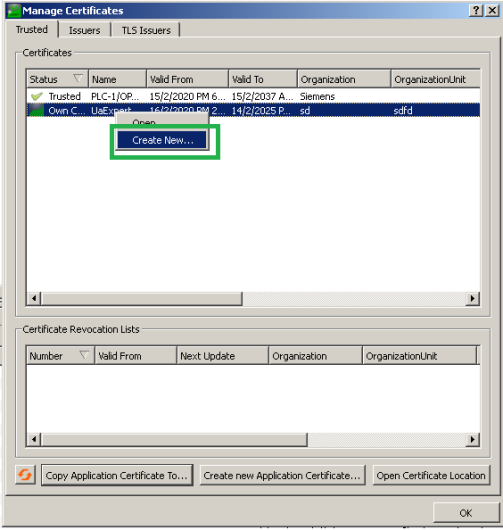 Manage Certificates
Trusted Issuers TLS Issuers
Certificates
Status Name Valid From Valid To Organization OrganizationUnit
Trusted PLC-1/OP... 15/2/2020 PM 6... 15/2/2037 A... Siemens
Own C... UaExpert... 16/2/2020 PM 2... 14/2/2025 P... sd sdfd
Open
Create New...
Certificate Revocation Lists
Number Valid From Next Update Organization OrganizationUnit
Copy Application Certificate To... Create new Application Certificate... Open Certificate Location
OK